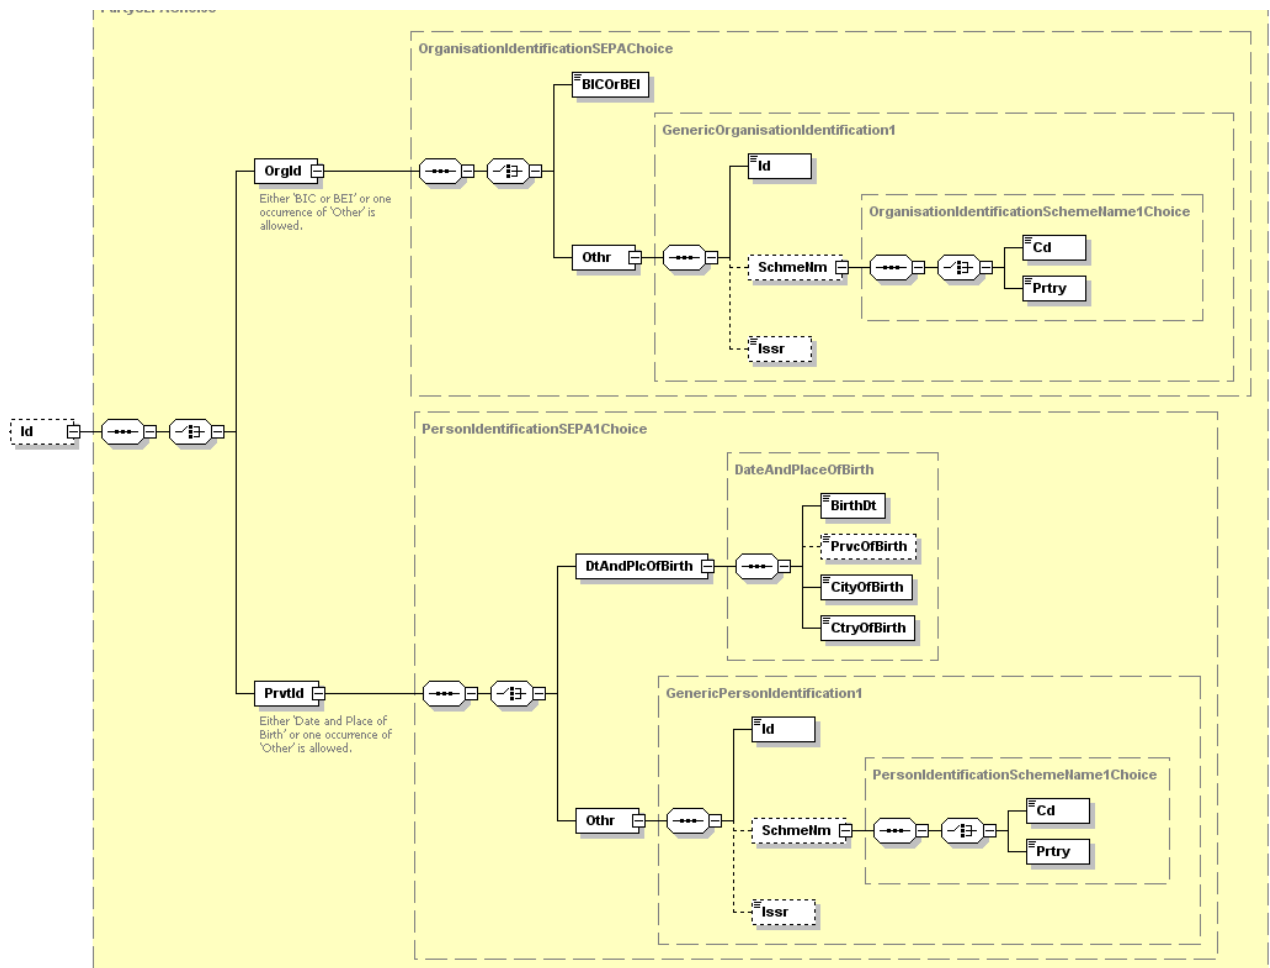 PartySEPAChoice
OrganisationIdentificationSEPAChoice
BICOrBEI
GenericOrganisationIdentification1
Id
OrgId
Either 'BIC or BEI' or one
occurrence of 'Other' is
allowed.
OrganisationIdentificationSchemeName1Choice
Cd
Othr
SchmeNm
Prtry
Issr
Id
PersonIdentificationSEPA1Choice
DateAndPlaceOfBirth
BirthDt
PrvcOfBirth
DtAndPlcOfBirth
CityOfBirth
CtryOfBirth
PrvtId
Either 'Date and Place of
Birth' or one occurrence of
'Other' is allowed.
GenericPersonIdentification1
Id
PersonIdentificationSchemeName1Choice
Cd
Othr
SchmeNm
Prtry
Issr